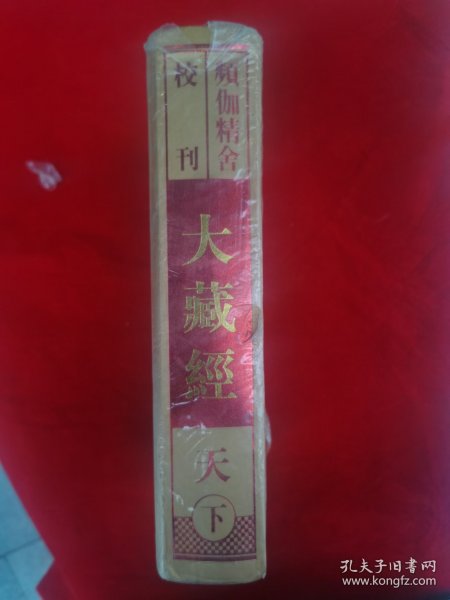 頻伽精舍
校刊
大藏經
天
下
孔夫子旧书网
www.kongfz.com